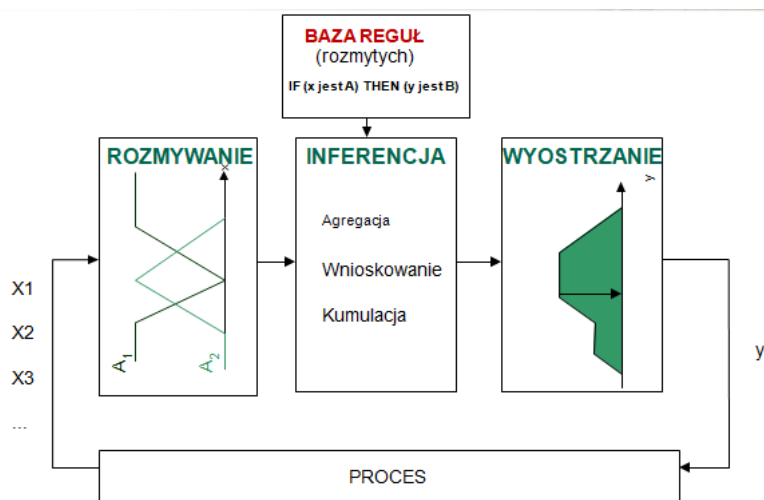 BAZA REGUŁ
(rozmytych)
IF (x jest A) THEN (y jest B)
ROZMYWANIE
x
A1
A2
INFERENCJA
Agregacja
Wnioskowanie
Kumulacja
WYOSTRZANIE
y
X1
X2
X3
...
y
PROCES